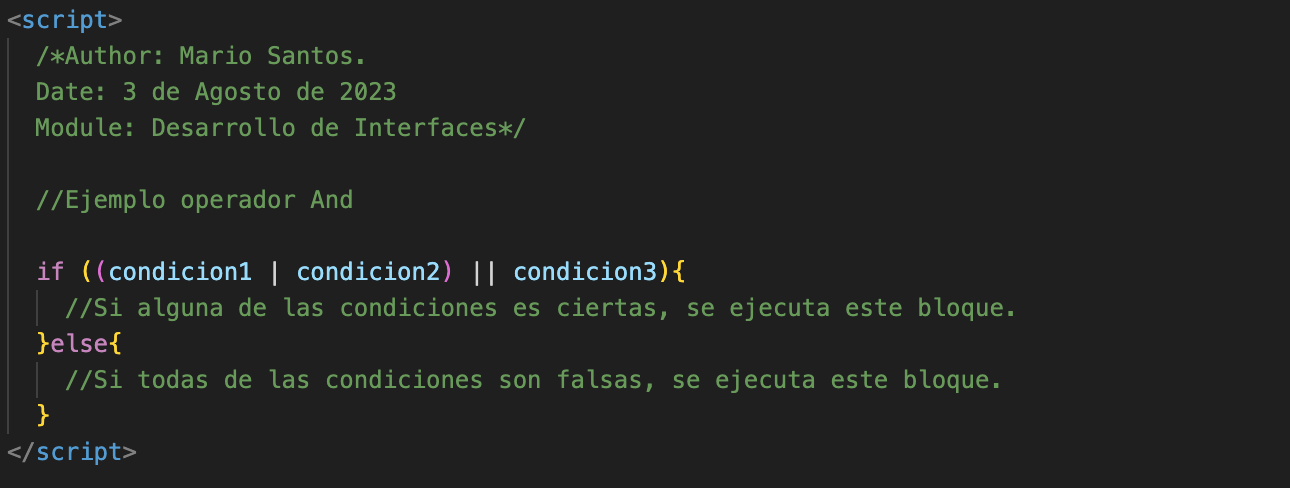 <script>
/*Author: Mario Santos.
Date: 3 de Agosto de 2023
Module: Desarrollo de Interfaces*/
//Ejemplo operador And
if ((condicion1 | condicion2) || condicion3){
//Si alguna de las condiciones es ciertas, se ejecuta este bloque.
}else{
//Si todas de las condiciones son falsas, se ejecuta este bloque.
}
</script>